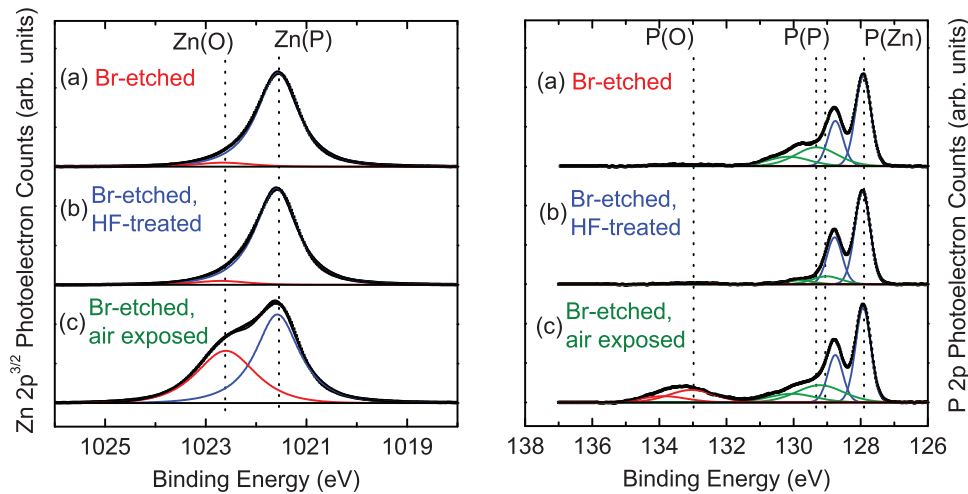 Zn 2p3/2 Photoelectron Counts (arb. units)
Zn(O)
Zn(P)
(a) Br-etched
(b) Br-etched,
HF-treated
(c) Br-etched,
air exposed
1025
1023
1021
1019
Binding Energy (eV)
P(O)
P(P)
P(Zn)
(a) Br-etched
(b) Br-etched,
HF-treated
(c) Br-etched,
air exposed
138
136
134
132
130
128
126
Binding Energy (eV)
P 2p Photoelectron Counts (arb. units)